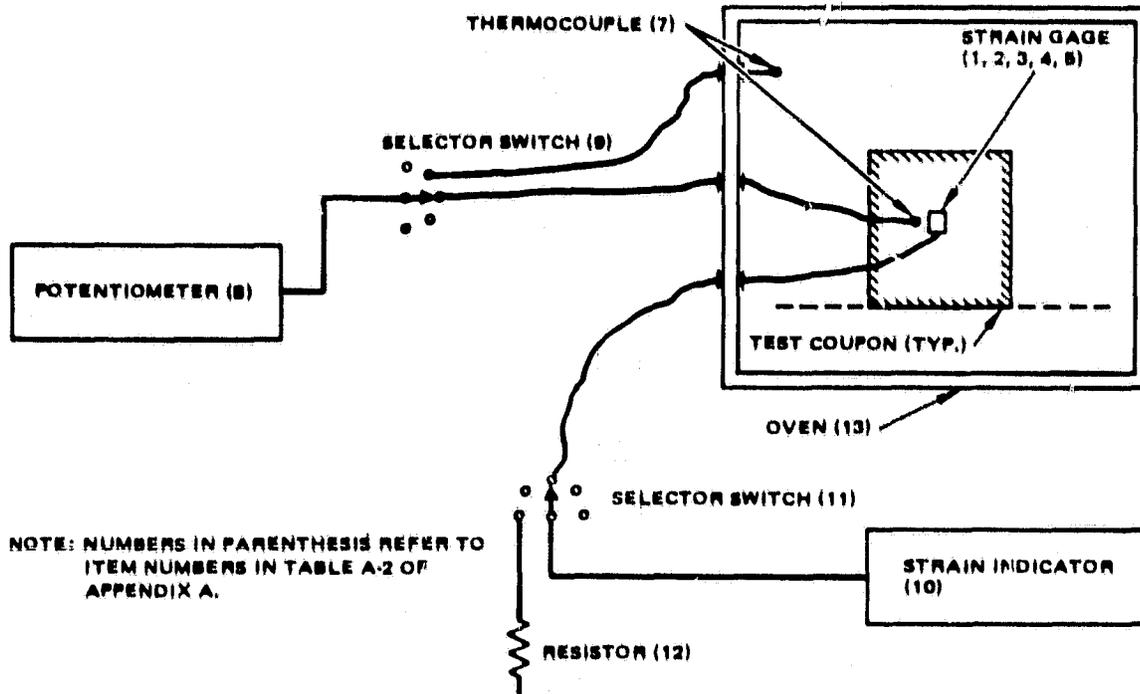 THERMOCOUPLE (7)
STRAIN GAGE
(1, 2, 3, 4, 5)
SELECTOR SWITCH (9)
POTENTIOMETER (8)
TEST COUPON (TYP.)
OVEN (13)
SELECTOR SWITCH (11)
NOTE: NUMBERS IN PARENTHESIS REFER TO
ITEM NUMBERS IN TABLE A-2 OF
APPENDIX A.
STRAIN INDICATOR
(10)
RESISTOR (12)